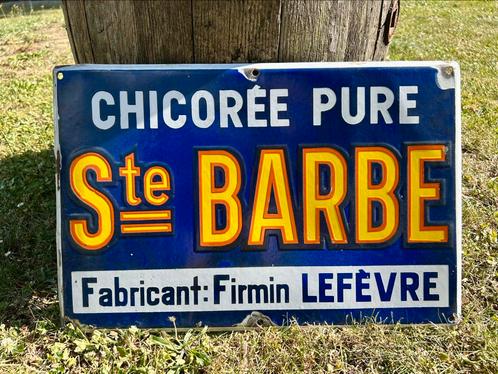 CHICORÉE PURE
Ste BARBE
Fabricant: Firmin LEFÈVRE